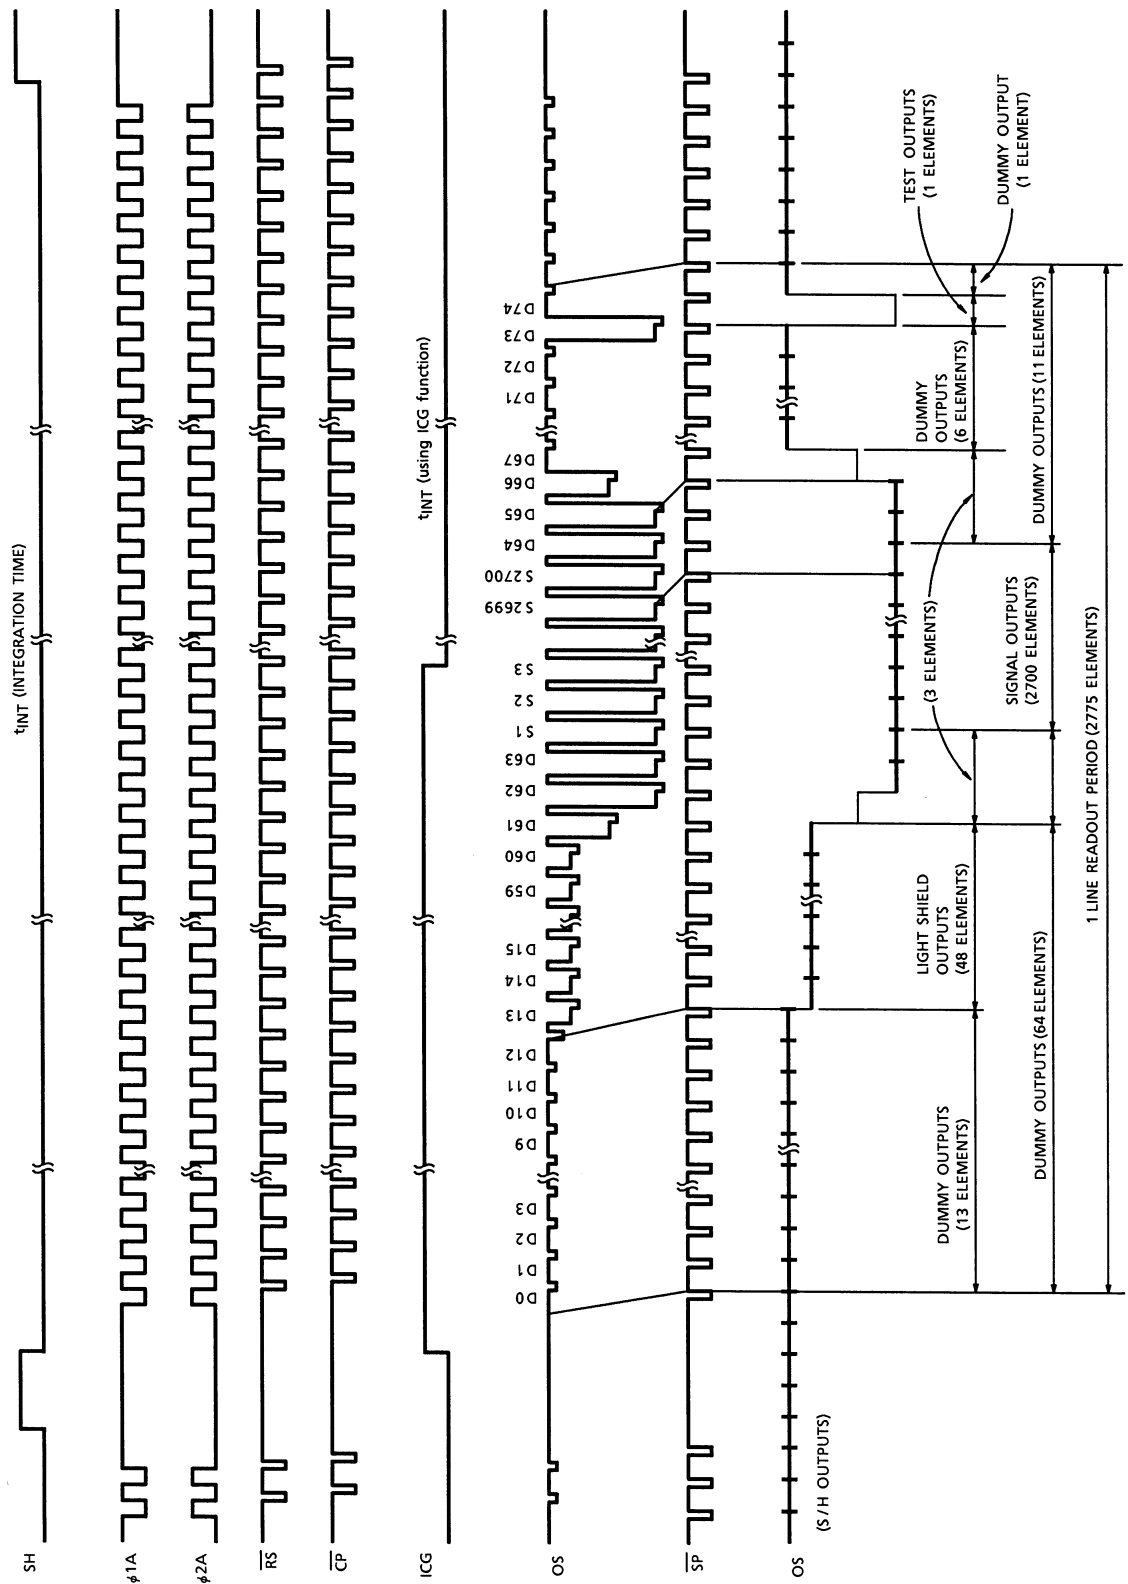 SH
tINT (INTEGRATION TIME)
φ1A
φ2A
R̅S̅
C̅P̅
ICG
tINT (using ICG function)
OS
D0
D1
D2
D3
D9
D10
D11
D12
D13
D14
D15
D59
D60
D61
D62
D63
S1
S2
S3
S2699
S2700
D64
D65
D66
D67
D71
D72
D73
D74
S̅P̅
OS
(S/H OUTPUTS)
DUMMY OUTPUTS
(13 ELEMENTS)
LIGHT SHIELD
OUTPUTS
(48 ELEMENTS)
(3 ELEMENTS)
DUMMY
OUTPUTS
(6 ELEMENTS)
TEST OUTPUTS
(1 ELEMENTS)
DUMMY OUTPUT
(1 ELEMENT)
DUMMY OUTPUTS (64 ELEMENTS)
SIGNAL OUTPUTS
(2700 ELEMENTS)
DUMMY OUTPUTS (11 ELEMENTS)
1 LINE READOUT PERIOD (2775 ELEMENTS)